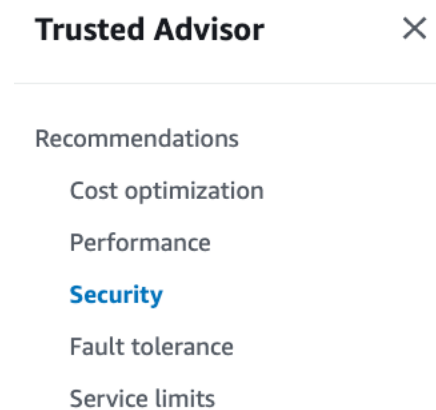 Trusted Advisor
Recommendations
Cost optimization
Performance
Security
Fault tolerance
Service limits